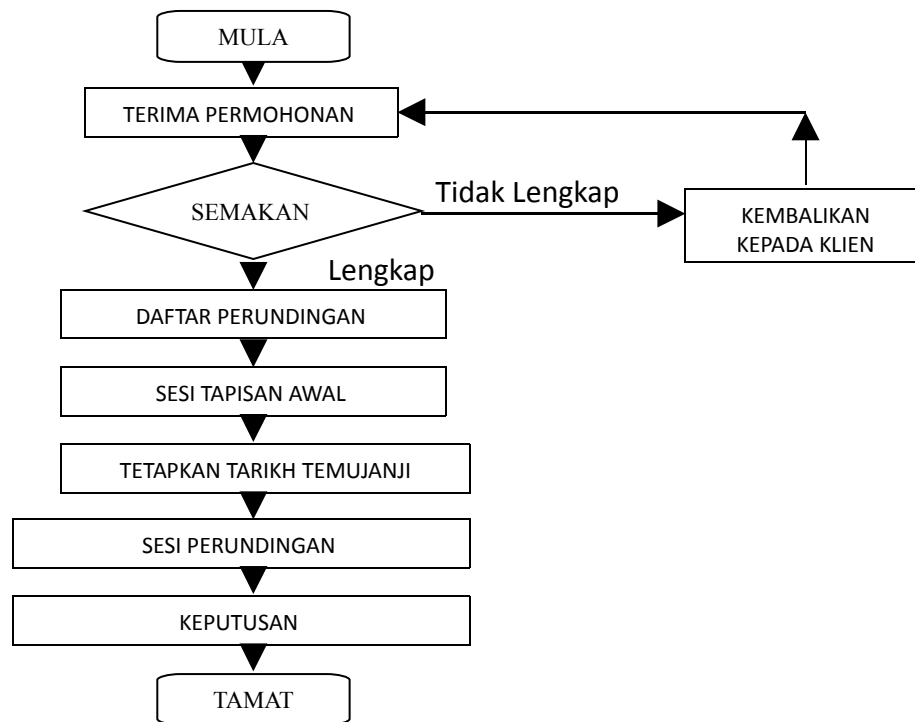 MULA
TERIMA PERMOHONAN
SEMAKAN
Tidak Lengkap
KEMBALIKAN
KEPADA KLIEN
Lengkap
DAFTAR PERUNDINGAN
SESI TAPISAN AWAL
TETAPKAN TARIKH TEMUJANJI
SESI PERUNDINGAN
KEPUTUSAN
TAMAT